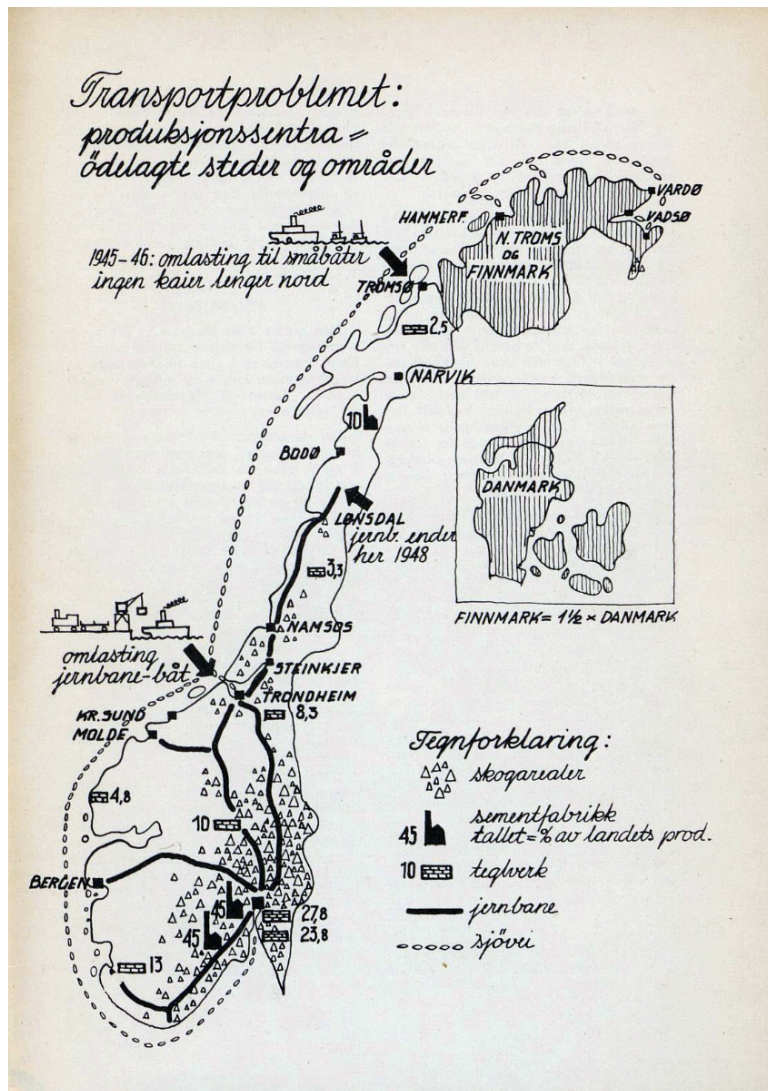 Transportproblemet:
produksjonssentra =
ödelagte steder og områder
VARDØ
VADSØ
HAMMERF.
N. TROMS
OG
FINNMARK
1945-46: omlasting til småbåter
ingen kaier lenger nord
TROMSØ
2,5
NARVIK
10
BODØ
DANMARK
LØNSDAL
jernb. ender
her 1948
3,3
FINNMARK = 1½ × DANMARK
NAMSOS
omlasting
jernbane-båt
STEINKJER
TRONDHEIM
8,3
KR.SUND
MOLDE
4,8
10
BERGEN
45
45
27,8
23,8
13
Tegnforklaring:
skogarealer
45 sementfabrikk
tallet = % av landets prod.
10 teglverk
jernbane
sjövei